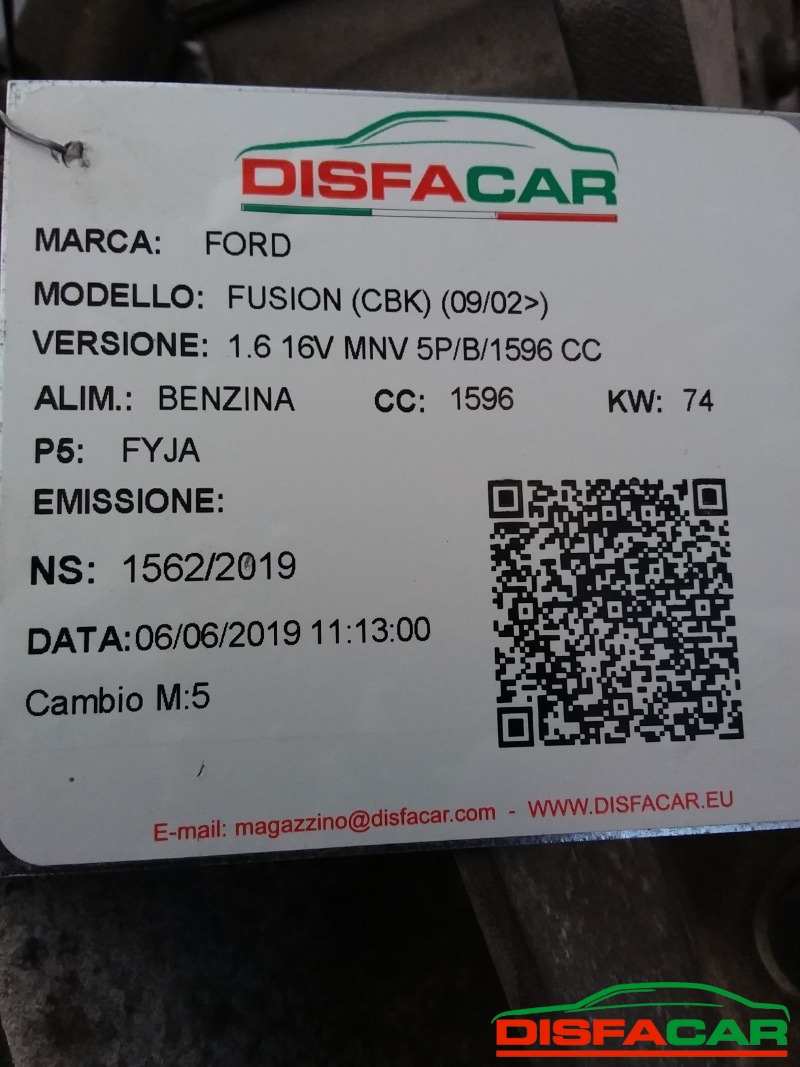 DISFACAR
MARCA: FORD
MODELLO: FUSION (CBK) (09/02>)
VERSIONE: 1.6 16V MNV 5P/B/1596 CC
ALIM.: BENZINA CC: 1596 KW: 74
P5: FYJA
EMISSIONE:
NS: 1562/2019
DATA:06/06/2019 11:13:00
Cambio M:5
E-mail: magazzino@disfacar.com - WWW.DISFACAR.EU
DISFACAR